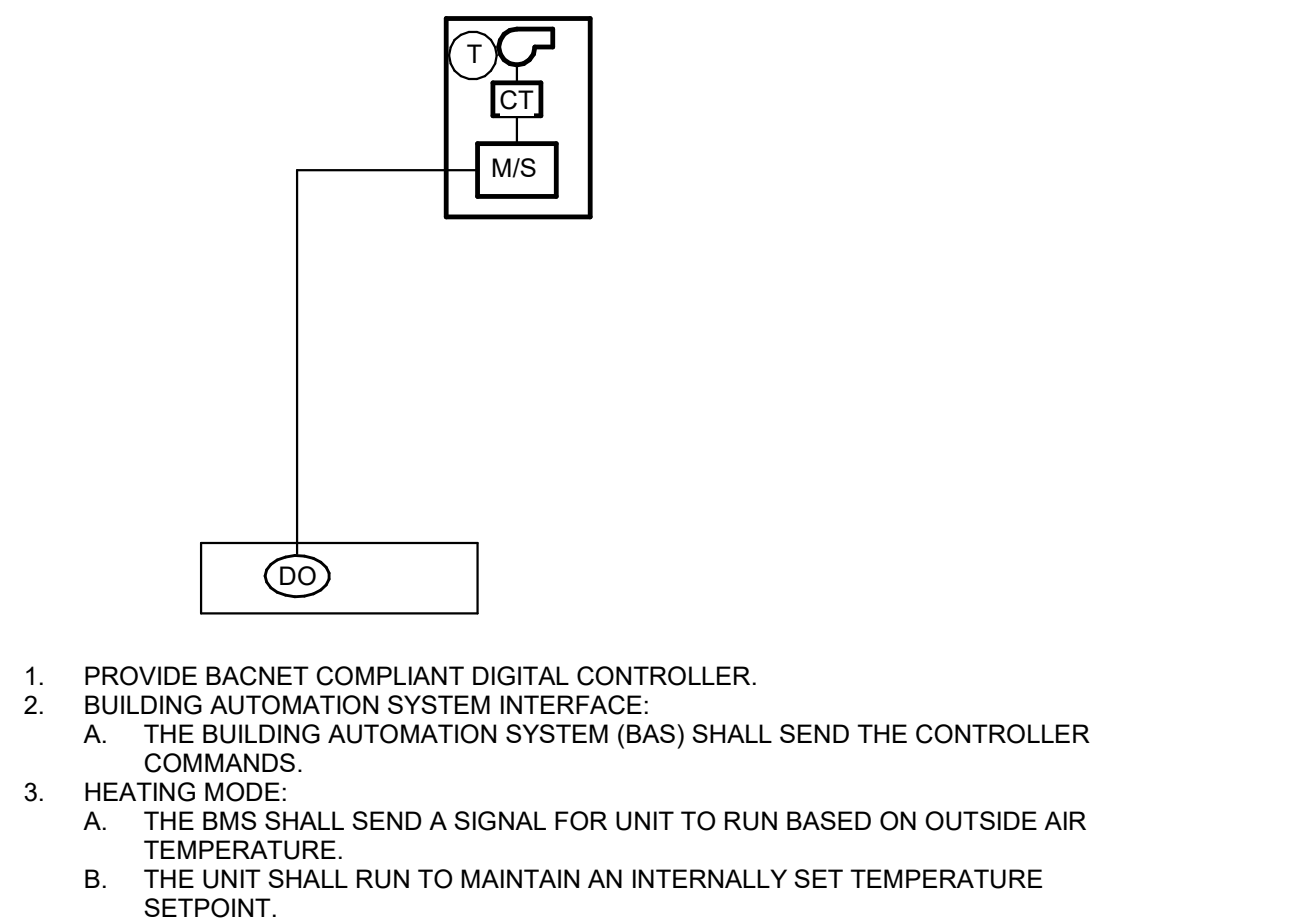 T
CT
M/S
DO
1. PROVIDE BACNET COMPLIANT DIGITAL CONTROLLER.
2. BUILDING AUTOMATION SYSTEM INTERFACE:
A. THE BUILDING AUTOMATION SYSTEM (BAS) SHALL SEND THE CONTROLLER
COMMANDS.
3. HEATING MODE:
A. THE BMS SHALL SEND A SIGNAL FOR UNIT TO RUN BASED ON OUTSIDE AIR
TEMPERATURE.
B. THE UNIT SHALL RUN TO MAINTAIN AN INTERNALLY SET TEMPERATURE
SETPOINT.